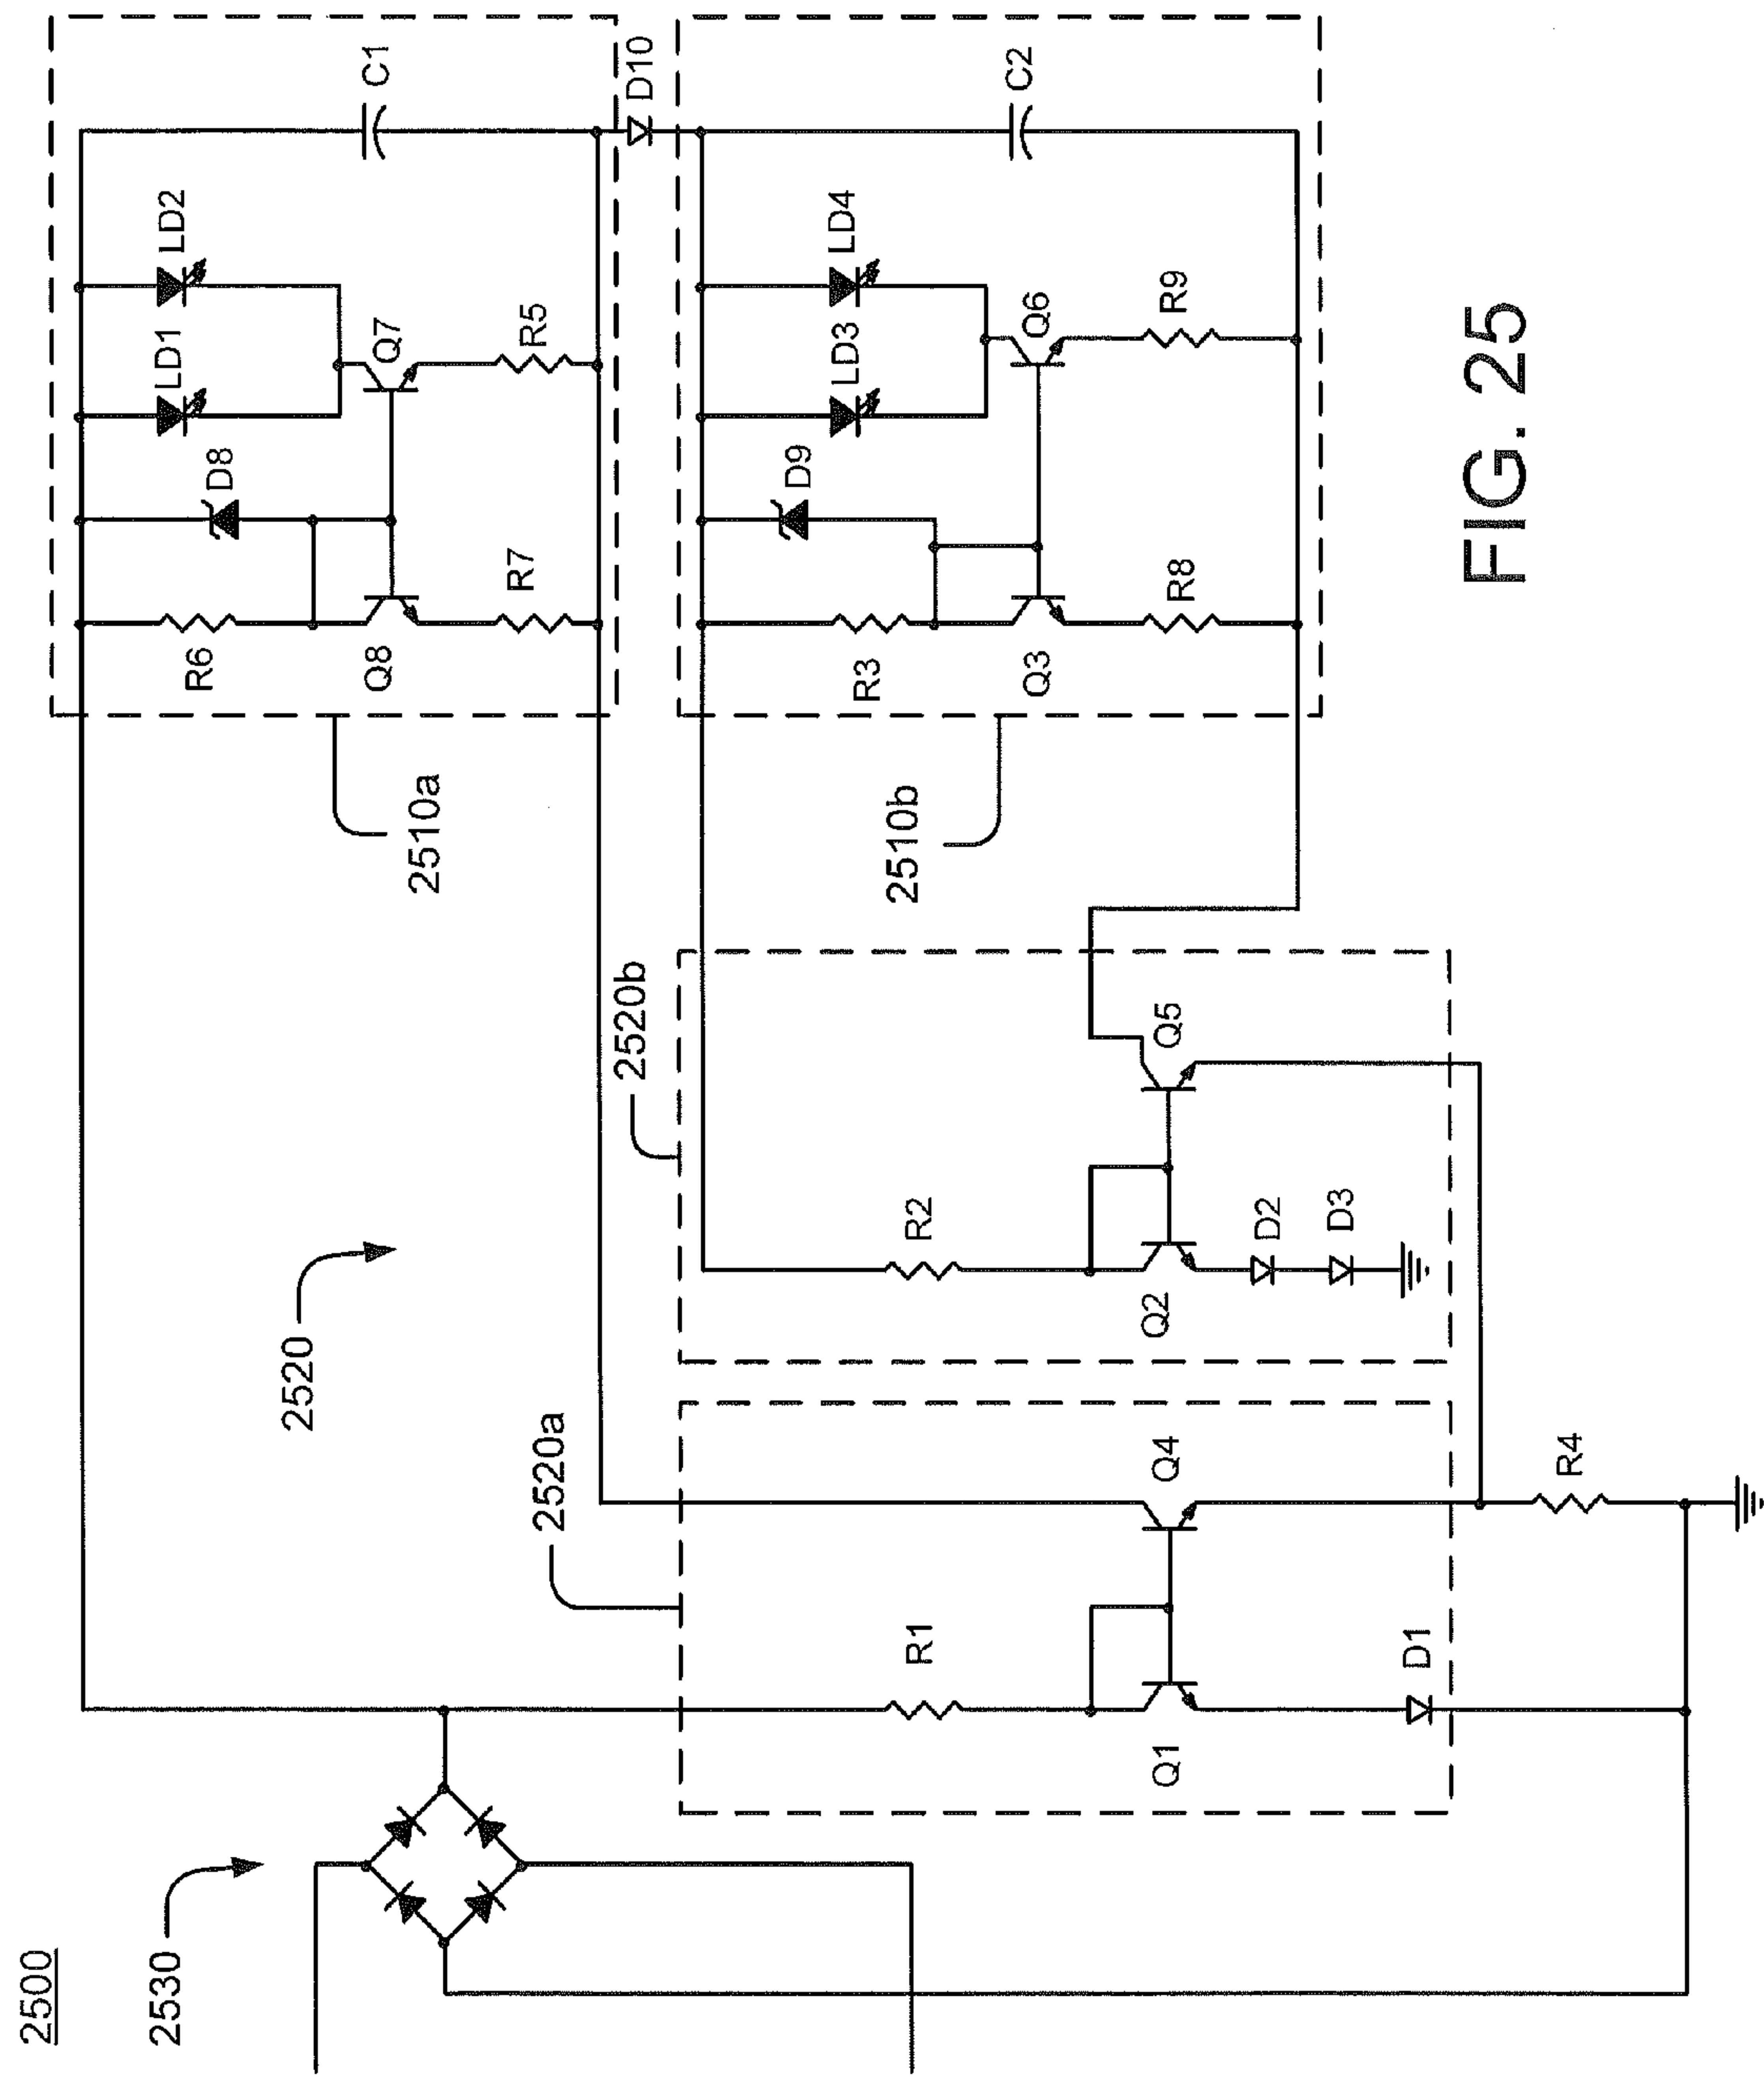 2500
2530
2520
2520a
2520b
2510a
2510b
R1
Q1
D1
Q4
R4
R2
Q2
D2
D3
Q5
R6
Q8
D8
R7
LD1
LD2
Q7
R5
C1
D10
R3
Q3
D9
R8
LD3
LD4
Q6
R9
C2
FIG. 25